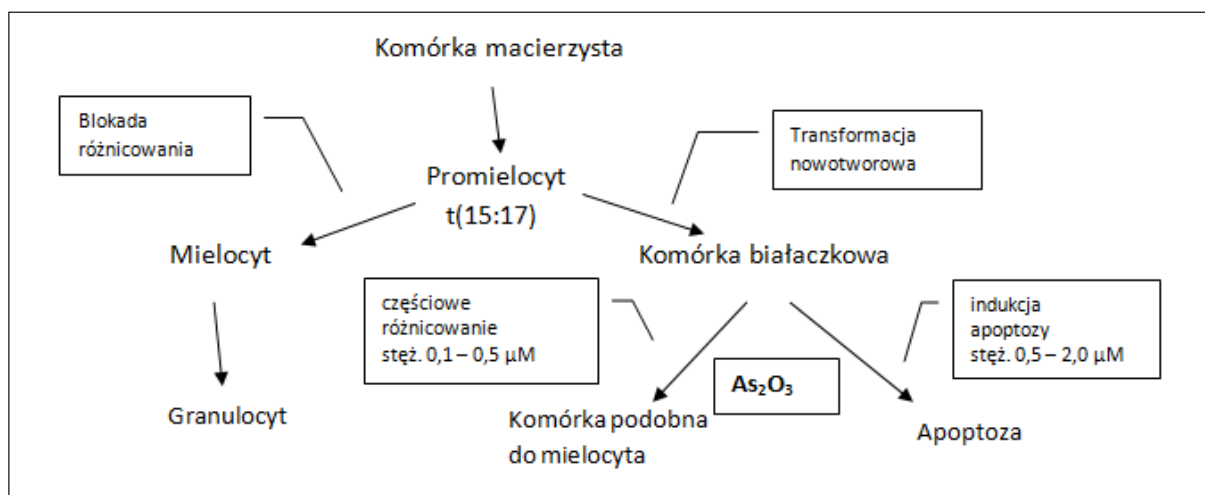 Komórka macierzysta
Blokada
różnicowania
Transformacja
nowotworowa
Promielocyt
t(15:17)
Mielocyt
Komórka białaczkowa
częściowe
różnicowanie
stęż. 0,1 – 0,5 μM
indukcja
apoptozy
stęż. 0,5 – 2,0 μM
As₂O₃
Granulocyt
Komórka podobna
do mielocyta
Apoptoza